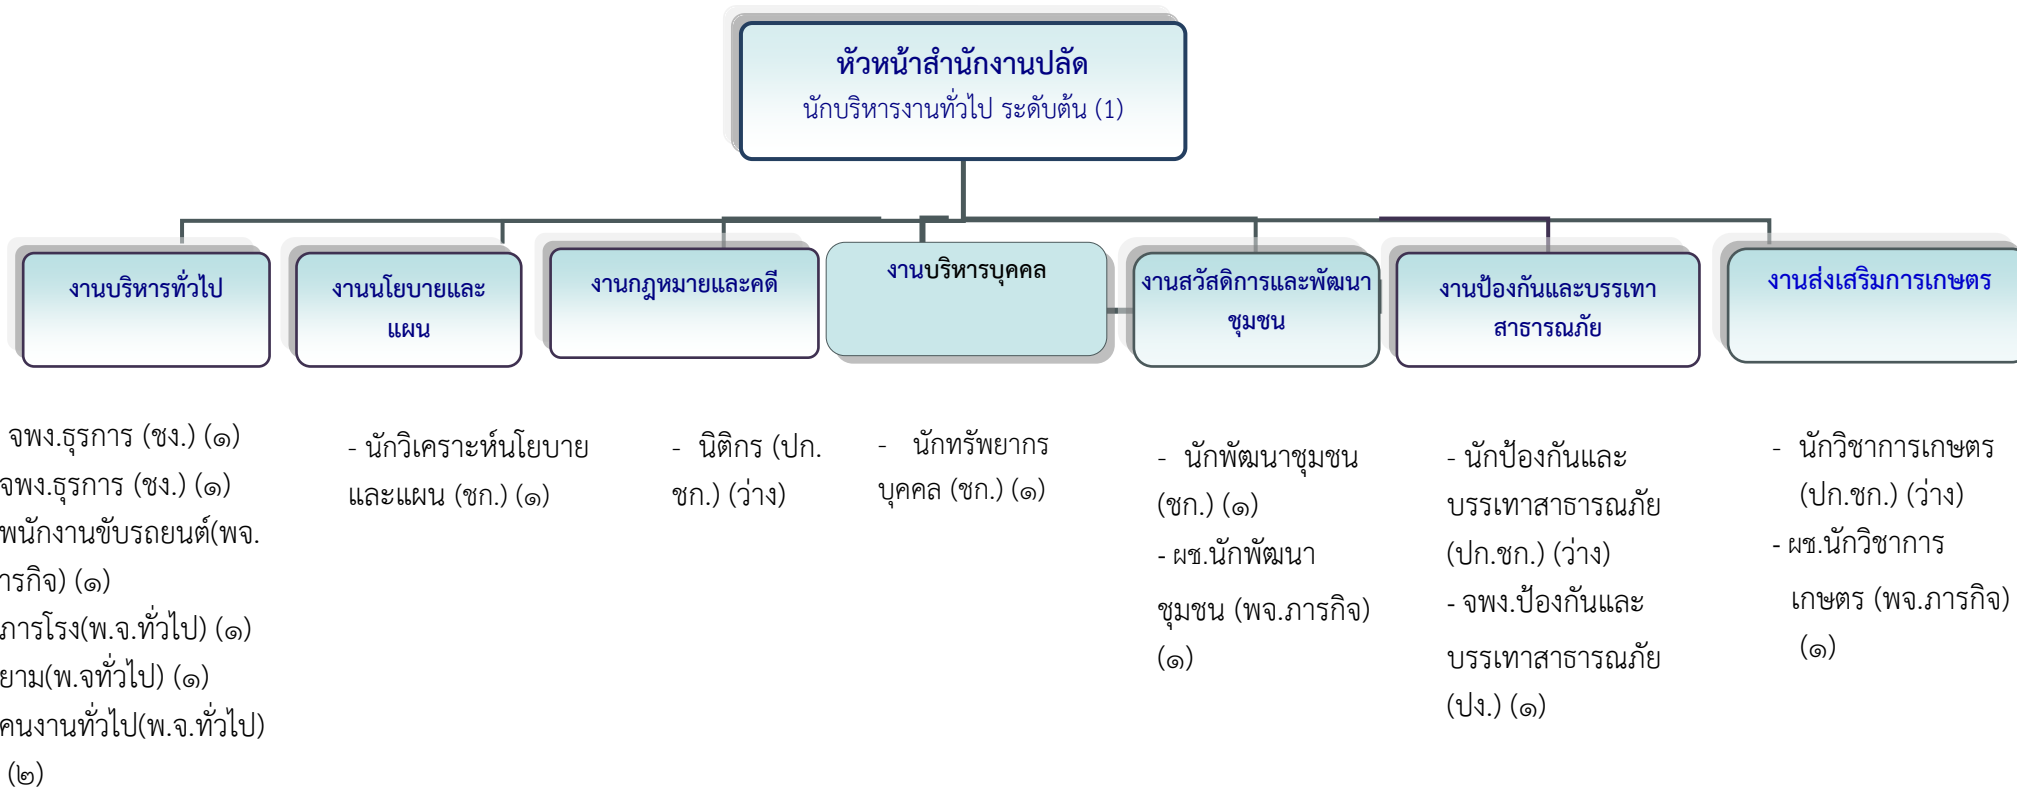 หัวหน้าสำนักงานปลัด
นักบริหารงานทั่วไป ระดับต้น (1)
งานบริหารทั่วไป
งานนโยบายและ
แผน
งานกฎหมายและคดี
งานบริหารบุคคล
งานสวัสดิการและพัฒนา
ชุมชน
งานป้องกันและบรรเทา
สาธารณภัย
งานส่งเสริมการเกษตร
จพง.ธุรการ (ชง.) (๑)
จพง.ธุรการ (ชง.) (๑)
พนักงานขับรถยนต์(พจ.
ารกิจ) (๑)
ภารโรง(พ.จ.ทั่วไป) (๑)
ยาม(พ.จทั่วไป) (๑)
คนงานทั่วไป(พ.จ.ทั่วไป)
(๒)
- นักวิเคราะห์นโยบาย
และแผน (ชก.) (๑)
- นิติกร (ปก.
ชก.) (ว่าง)
- นักทรัพยากร
บุคคล (ชก.) (๑)
- นักพัฒนาชุมชน
(ชก.) (๑)
- ผช.นักพัฒนา
ชุมชน (พจ.ภารกิจ)
(๑)
- นักป้องกันและ
บรรเทาสาธารณภัย
(ปก.ชก.) (ว่าง)
- จพง.ป้องกันและ
บรรเทาสาธารณภัย
(ปง.) (๑)
- นักวิชาการเกษตร
(ปก.ชก.) (ว่าง)
- ผช.นักวิชาการ
เกษตร (พจ.ภารกิจ)
(๑)